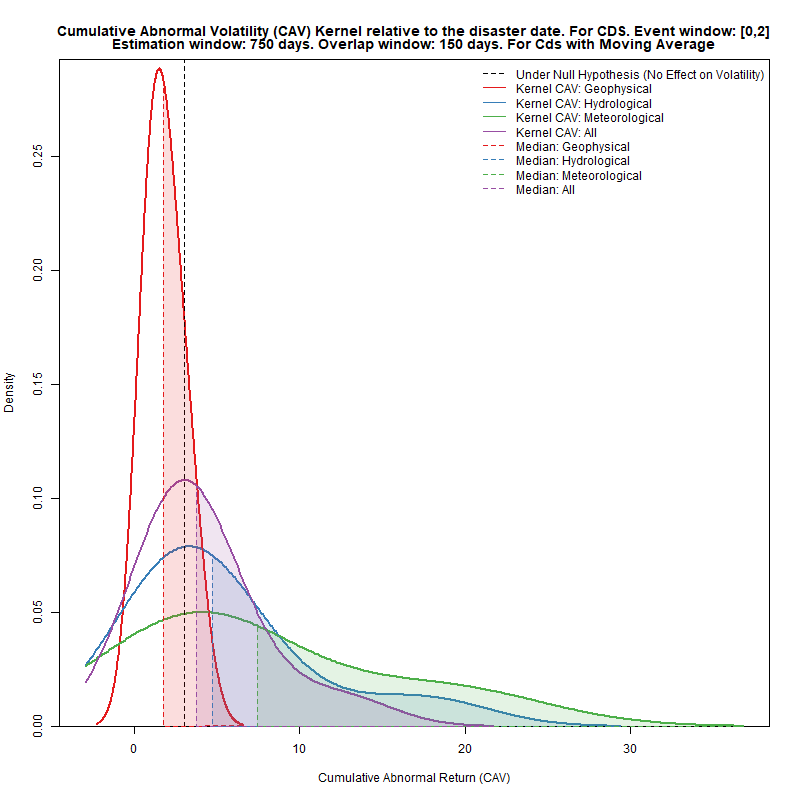 Cumulative Abnormal Volatility (CAV) Kernel relative to the disaster date. For CDS. Event window: [0,2]
Estimation window: 750 days. Overlap window: 150 days. For Cds with Moving Average
Under Null Hypothesis (No Effect on Volatility)
Kernel CAV: Geophysical
Kernel CAV: Hydrological
Kernel CAV: Meteorological
Kernel CAV: All
Median: Geophysical
Median: Hydrological
Median: Meteorological
Median: All
Density
0.25
0.20
0.15
0.10
0.05
0.00
0
10
20
30
Cumulative Abnormal Return (CAV)